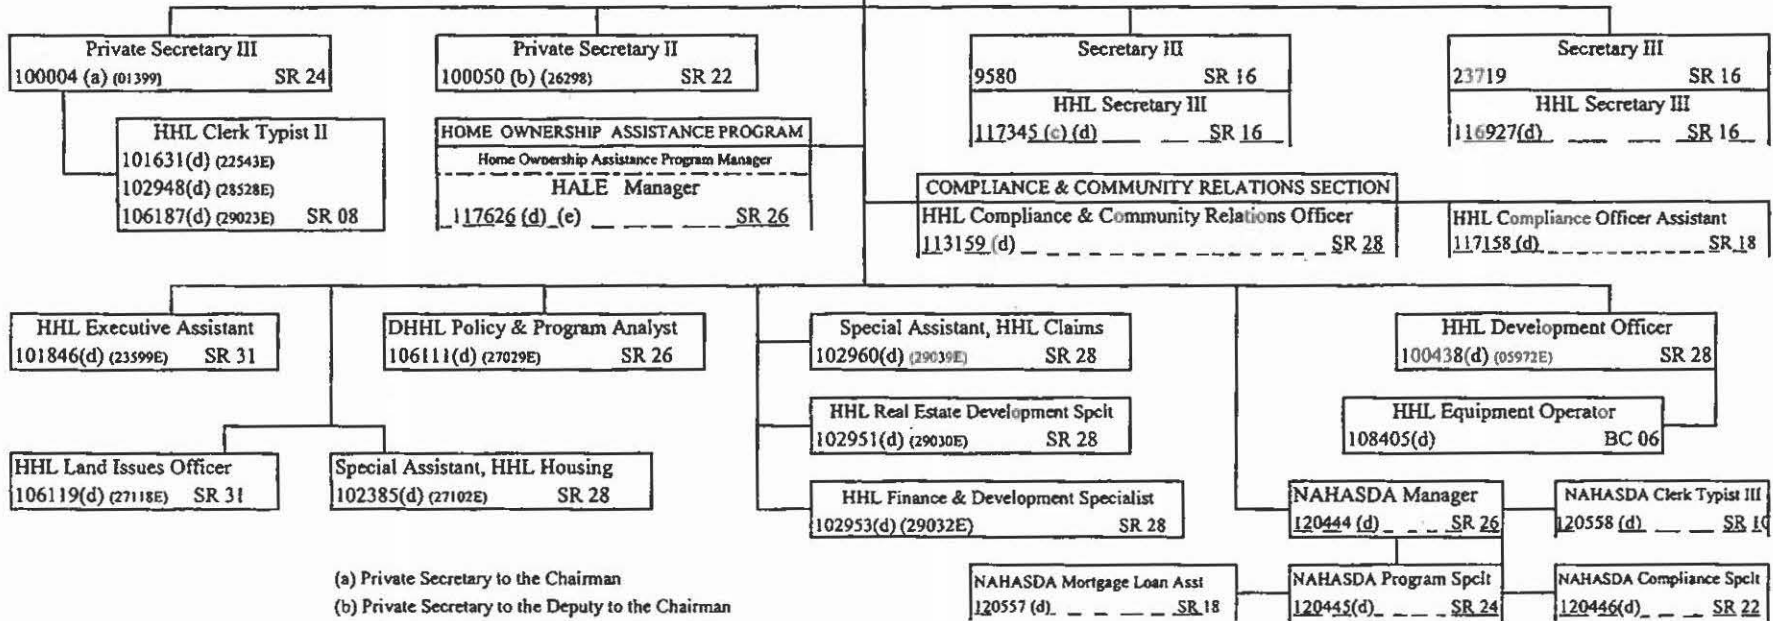 Private Secretary III
100004 (a) (01399) SR 24
Private Secretary II
100050 (b) (26298) SR 22
Secretary III
9580 SR 16
HHL Secretary III
117345 (c) (d) SR 16
Secretary III
23719 SR 16
HHL Secretary III
116927(d) SR 16
HHL Clerk Typist II
101631(d) (22543E)
102948(d) (28528E)
106187(d) (29023E) SR 08
HOME OWNERSHIP ASSISTANCE PROGRAM
Home Ownership Assistance Program Manager
HALE Manager
117626 (d) (e) SR 26
COMPLIANCE & COMMUNITY RELATIONS SECTION
HHL Compliance & Community Relations Officer
113159 (d) SR 28
HHL Compliance Officer Assistant
117158 (d) SR 18
HHL Executive Assistant
101846(d) (23599E) SR 31
DHHL Policy & Program Analyst
106111(d) (27029E) SR 26
Special Assistant, HHL Claims
102960(d) (29039E) SR 28
HHL Development Officer
100438(d) (05972E) SR 28
HHL Real Estate Development Spclt
102951(d) (29030E) SR 28
HHL Equipment Operator
108405(d) BC 06
HHL Land Issues Officer
106119(d) (27118E) SR 31
Special Assistant, HHL Housing
102385(d) (27102E) SR 28
HHL Finance & Development Specialist
102953(d) (29032E) SR 28
NAHASDA Manager
120444 (d) SR 26
NAHASDA Clerk Typist III
120558 (d) SR
(a) Private Secretary to the Chairman
(b) Private Secretary to the Deputy to the Chairman
NAHASDA Mortgage Loan Asst
120557 (d) SR 18
NAHASDA Program Spclt
120445(d) SR 24
NAHASDA Compliance Spclt
120446(d) SR 22